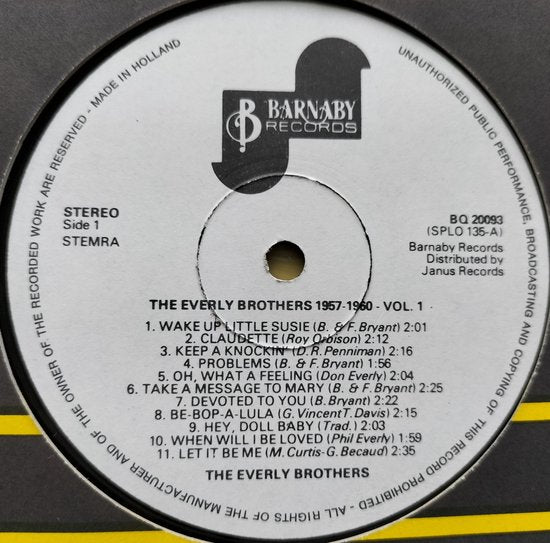 ALL RIGHTS OF THE MANUFACTURER AND OF THE OWNER OF THE RECORDED WORK ARE RESERVED - MADE IN HOLLAND
UNAUTHORIZED PUBLIC PERFORMANCE, BROADCASTING AND COPYING OF THIS RECORD PROHIBITED -
B BARNABY
RECORDS
STEREO
Side 1
STEMRA
BQ 20093
(SPLO 135-A)
Barnaby Records
Distributed by
Janus Records
THE EVERLY BROTHERS 1957-1960 - VOL. 1
1. WAKE UP LITTLE SUSIE (B. & F. Bryant) 2:01
2. CLAUDETTE (Roy Orbison) 2:12
3. KEEP A KNOCKIN' (D.R. Penniman) 2:16
4. PROBLEMS (B. & F. Bryant) 1:56
5. OH, WHAT A FEELING (Don Everly) 2:04
6. TAKE A MESSAGE TO MARY (B. & F. Bryant) 2:25
7. DEVOTED TO YOU (B. Bryant) 2:22
8. BE-BOP-A-LULA (G. Vincent T. Davis) 2:15
9. HEY, DOLL BABY (Trad.) 2:03
10. WHEN WILL I BE LOVED (Phil Everly) 1:59
11. LET IT BE ME (M. Curtis-G. Becaud) 2:35
THE EVERLY BROTHERS